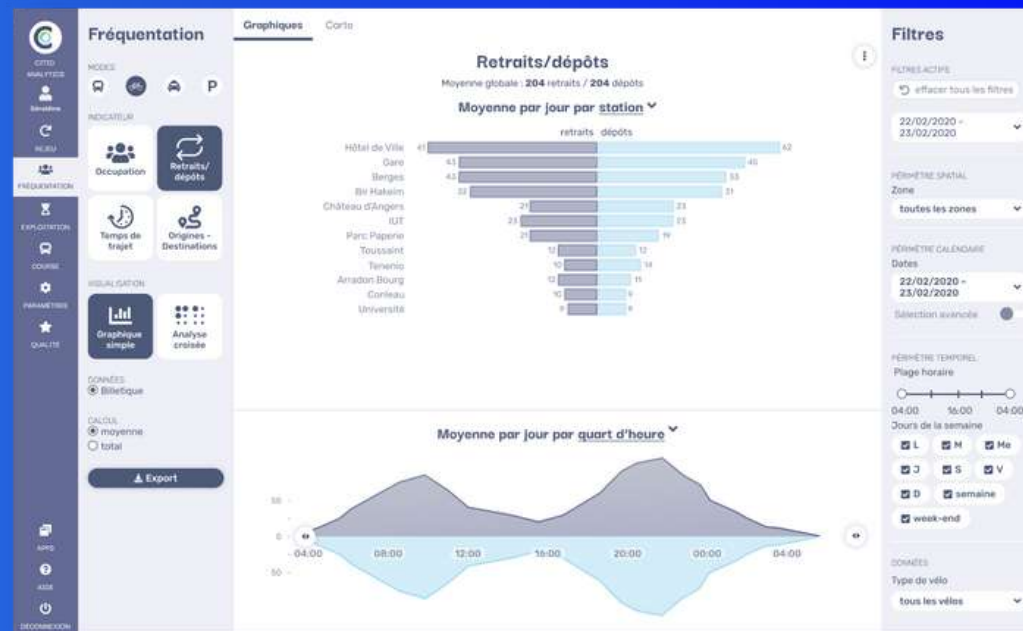 CITIO
ANALYTICS
REJEU
FRÉQUENTATION
EXPLOITATION
COURSE
PARAMÈTRES
QUALITÉ
APPS
AIDE
DÉCONNEXION
Fréquentation
MODES
P
INDICATEUR
Occupation
Retraits/
dépôts
Temps de
trajet
Origines -
Destinations
VISUALISATION
Graphique
simple
Analyse
croisée
DONNÉES
Billetique
CALCUL
moyenne
total
Export
Graphiques Carte
Retraits/dépôts
Moyenne globale : 204 retraits / 204 dépôts
Moyenne par jour par station
retraits dépôts
Hôtel de Ville 41 62
Gare 43 40
Berges 43 33
Bir Hakeim 33 31
Château d'Angers 21 23
IUT 23 23
Parc Paperie 21 19
Toussaint 12 12
Tenenio 10 14
Arradon Bourg 12 11
Conleau 10 9
Université 9 9
Moyenne par jour par quart d'heure
50
0
50
04:00 08:00 12:00 16:00 20:00 00:00 04:00
Filtres
FILTRES ACTIFS
effacer tous les filtres
22/02/2020 -
23/02/2020
PÉRIMÈTRE SPATIAL
Zone
toutes les zones
PÉRIMÈTRE CALENDAIRE
Dates
22/02/2020 -
23/02/2020
Sélection avancée
PÉRIMÈTRE TEMPOREL
Plage horaire
04:00 16:00 04:00
Jours de la semaine
L M Me
J S V
D semaine
week-end
DONNÉES
Type de vélo
tous les vélos